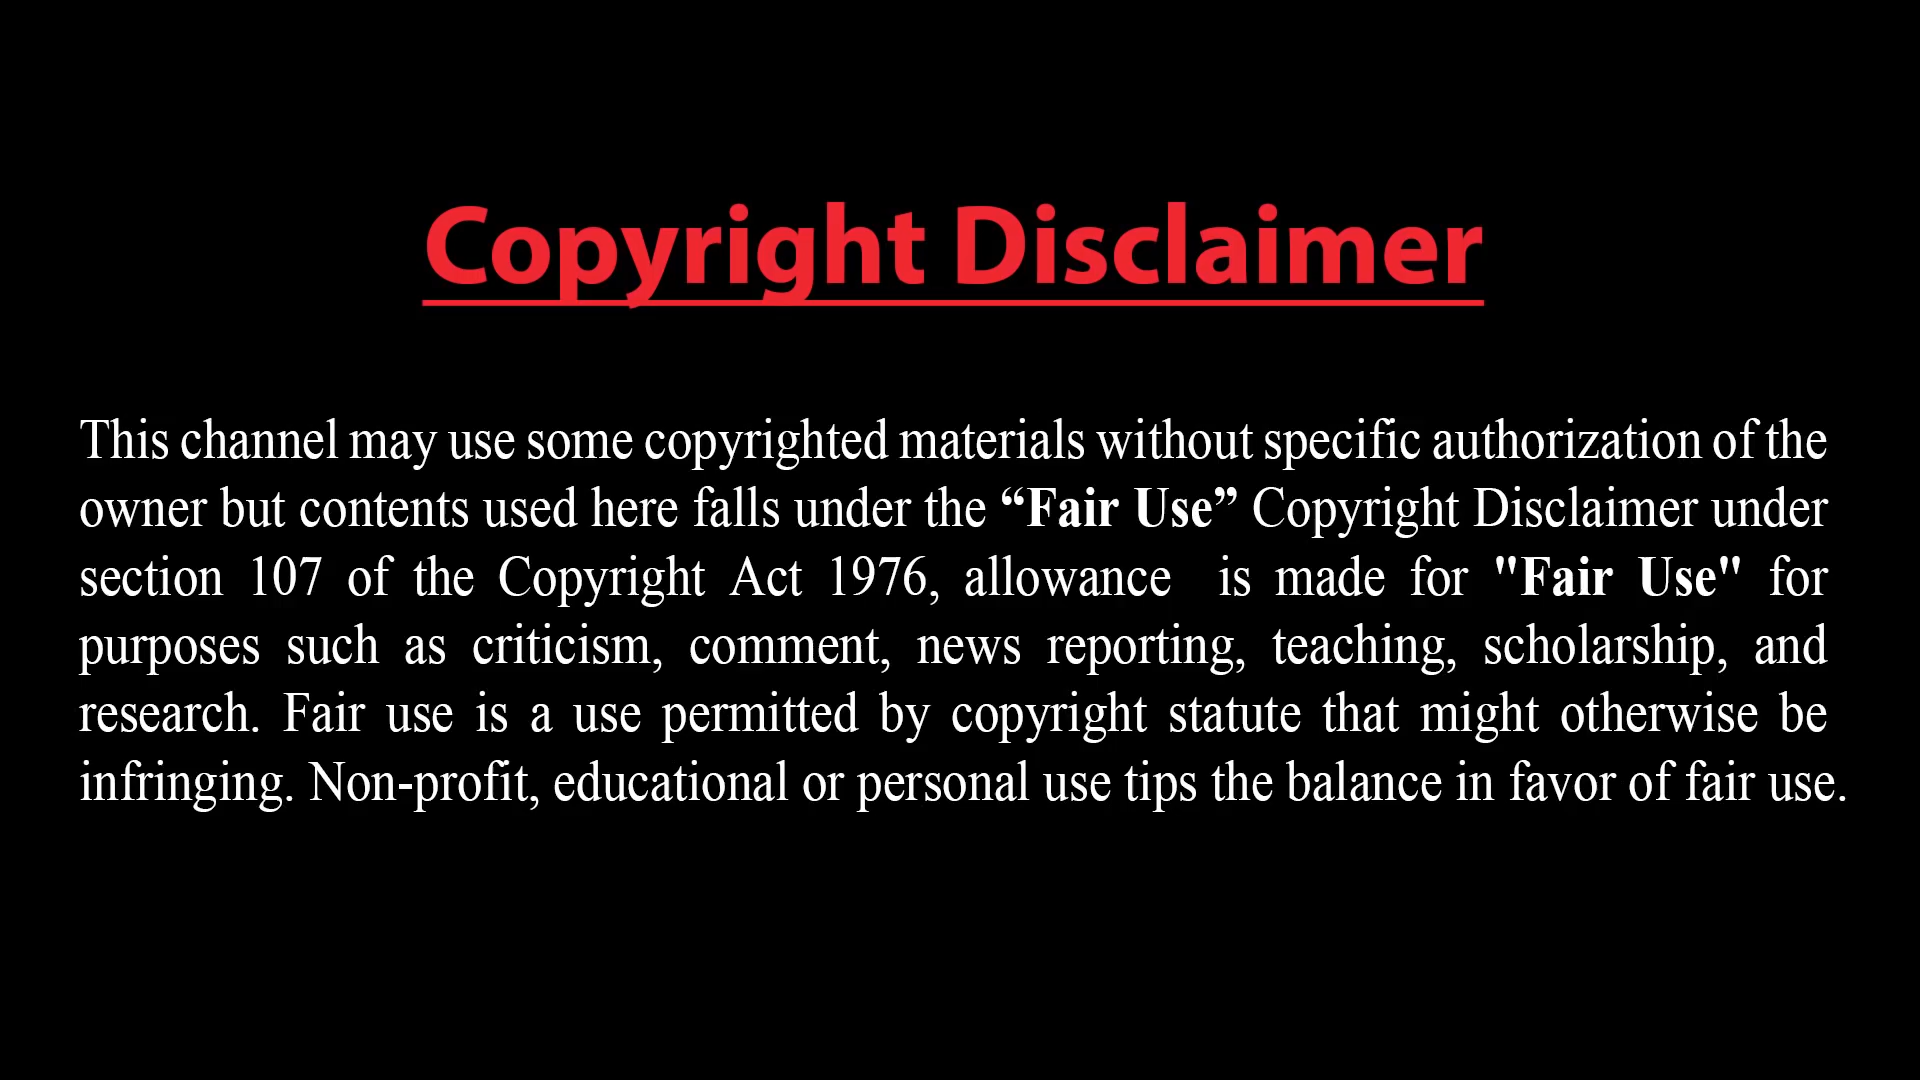 Copyright Disclaimer
This channel may use some copyrighted materials without specific authorization of the
owner but contents used here falls under the “Fair Use” Copyright Disclaimer under
section 107 of the Copyright Act 1976, allowance  is made for "Fair Use" for
purposes such as criticism, comment, news reporting, teaching, scholarship, and
research. Fair use is a use permitted by copyright statute that might otherwise be
infringing. Non-profit, educational or personal use tips the balance in favor of fair use.